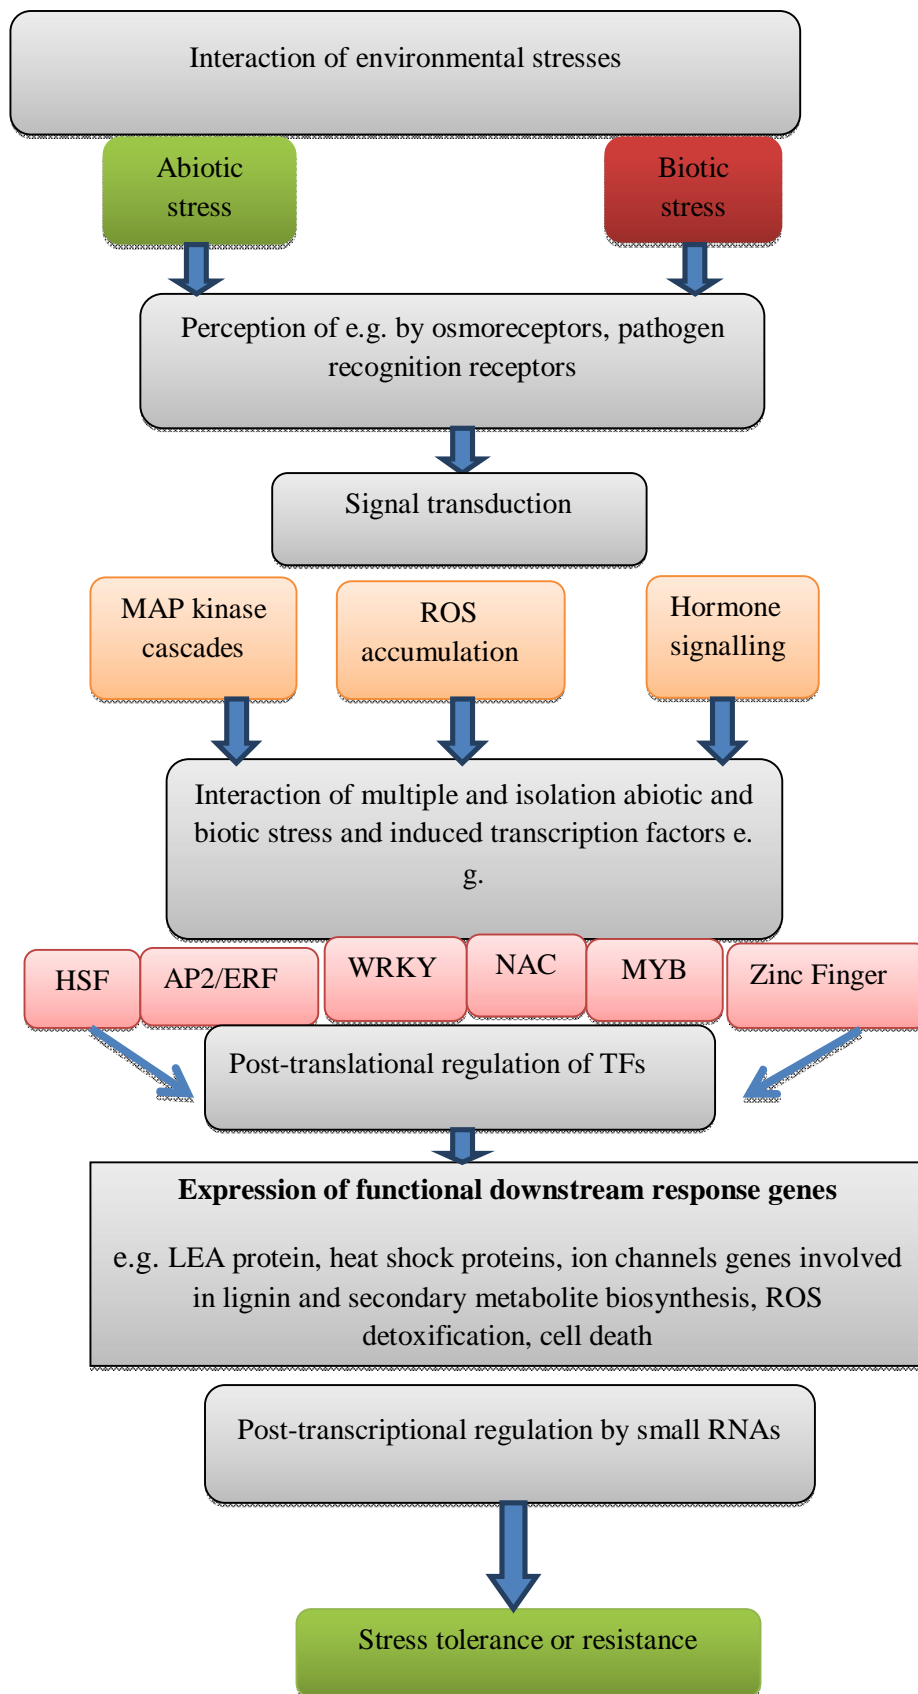 Interaction of environmental stresses
Abiotic
stress
Biotic
stress
Perception of e.g. by osmoreceptors, pathogen
recognition receptors
Signal transduction
MAP kinase
cascades
ROS
accumulation
Hormone
signalling
Interaction of multiple and isolation abiotic and
biotic stress and induced transcription factors e.
g.
HSF
AP2/ERF
WRKY
NAC
MYB
Zinc Finger
Post-translational regulation of TFs
Expression of functional downstream response genes
e.g. LEA protein, heat shock proteins, ion channels genes involved
in lignin and secondary metabolite biosynthesis, ROS
detoxification, cell death
Post-transcriptional regulation by small RNAs
Stress tolerance or resistance